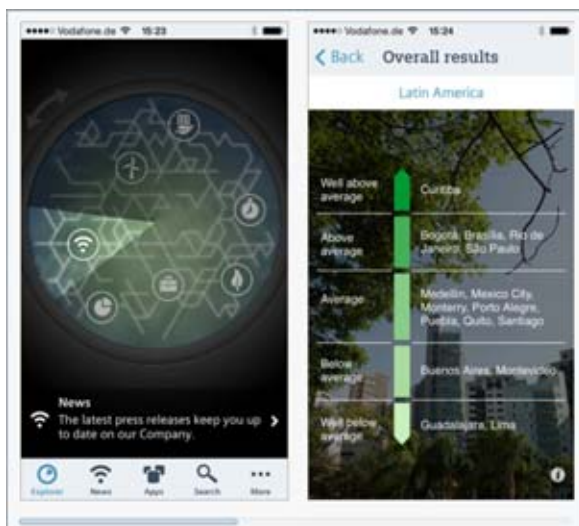 Vodafone.de 15:23
News
The latest press releases keep you up
to date on our Company.
Explorer News Apps Search More
Vodafone.de 15:24
Back Overall results
Latin America
Well above
average
Curitiba
Above
average
Bogotá, Brasília, Rio de
Janeiro, São Paulo
Average
Medellín, Mexico City,
Monterry, Porto Alegre,
Puebla, Quito, Santiago
Below
average
Buenos Aires, Montevideo
Well below
average
Guadalajara, Lima